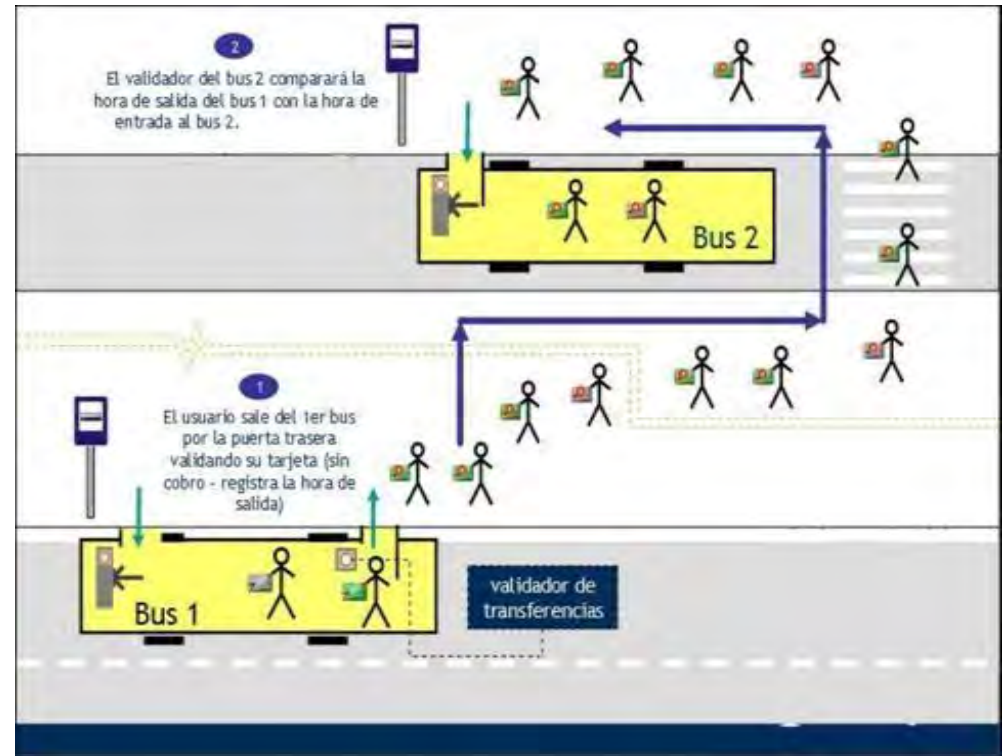 2
El validador del bus 2 comparará la
hora de salida del bus 1 con la hora de
entrada al bus 2.
Bus 2
1
El usuario sale del 1er bus
por la puerta trasera
validando su tarjeta (sin
cobro - registra la hora de
salida)
Bus 1
validador de
transferencias